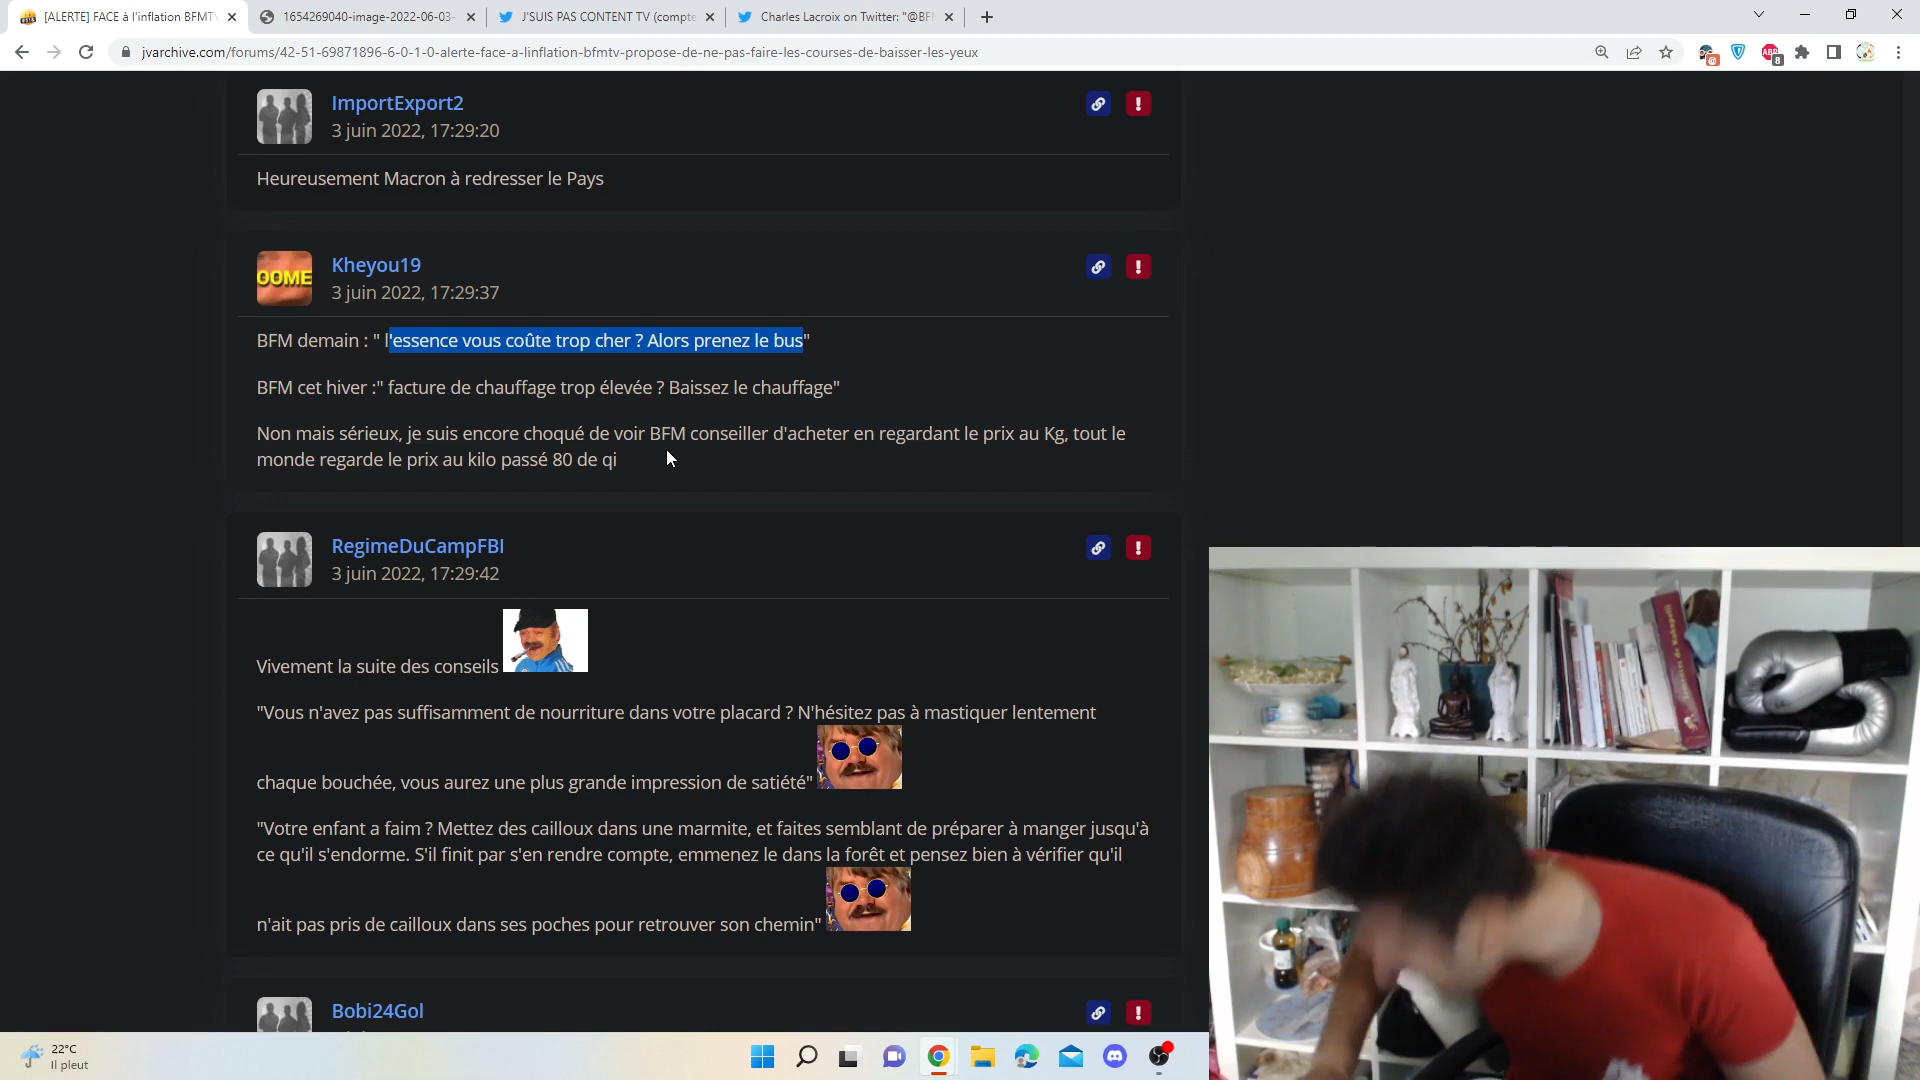 [ALERTE] FACE à l'inflation BFMTV
1654269040-image-2022-06-03-
J'SUIS PAS CONTENT TV (compte
Charles Lacroix on Twitter: "@BFM
jvarchive.com/forums/42-51-69871896-6-0-1-0-alerte-face-a-linflation-bfmtv-propose-de-ne-pas-faire-les-courses-de-baisser-les-yeux
ABP
8
ImportExport2
3 juin 2022, 17:29:20
Heureusement Macron à redresser le Pays
OOME
Kheyou19
3 juin 2022, 17:29:37
BFM demain : " l'essence vous coûte trop cher ? Alors prenez le bus"
BFM cet hiver :" facture de chauffage trop élevée ? Baissez le chauffage"
Non mais sérieux, je suis encore choqué de voir BFM conseiller d'acheter en regardant le prix au Kg, tout le
monde regarde le prix au kilo passé 80 de qi
RegimeDuCampFBI
3 juin 2022, 17:29:42
Vivement la suite des conseils
"Vous n'avez pas suffisamment de nourriture dans votre placard ? N'hésitez pas à mastiquer lentement
chaque bouchée, vous aurez une plus grande impression de satiété"
"Votre enfant a faim ? Mettez des cailloux dans une marmite, et faites semblant de préparer à manger jusqu'à
ce qu'il s'endorme. S'il finit par s'en rendre compte, emmenez le dans la forêt et pensez bien à vérifier qu'il
n'ait pas pris de cailloux dans ses poches pour retrouver son chemin"
Bobi24Gol
22°C
Il pleut